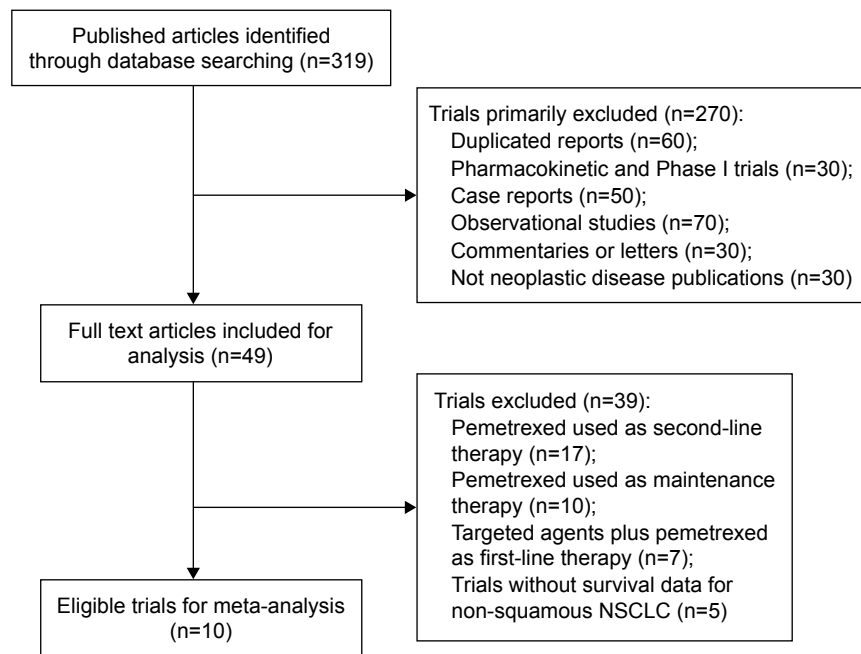 Published articles identified
through database searching (n=319)
Trials primarily excluded (n=270):
Duplicated reports (n=60);
Pharmacokinetic and Phase I trials (n=30);
Case reports (n=50);
Observational studies (n=70);
Commentaries or letters (n=30);
Not neoplastic disease publications (n=30)
Full text articles included for
analysis (n=49)
Trials excluded (n=39):
Pemetrexed used as second-line
therapy (n=17);
Pemetrexed used as maintenance
therapy (n=10);
Targeted agents plus pemetrexed
as first-line therapy (n=7);
Trials without survival data for
non-squamous NSCLC (n=5)
Eligible trials for meta-analysis
(n=10)